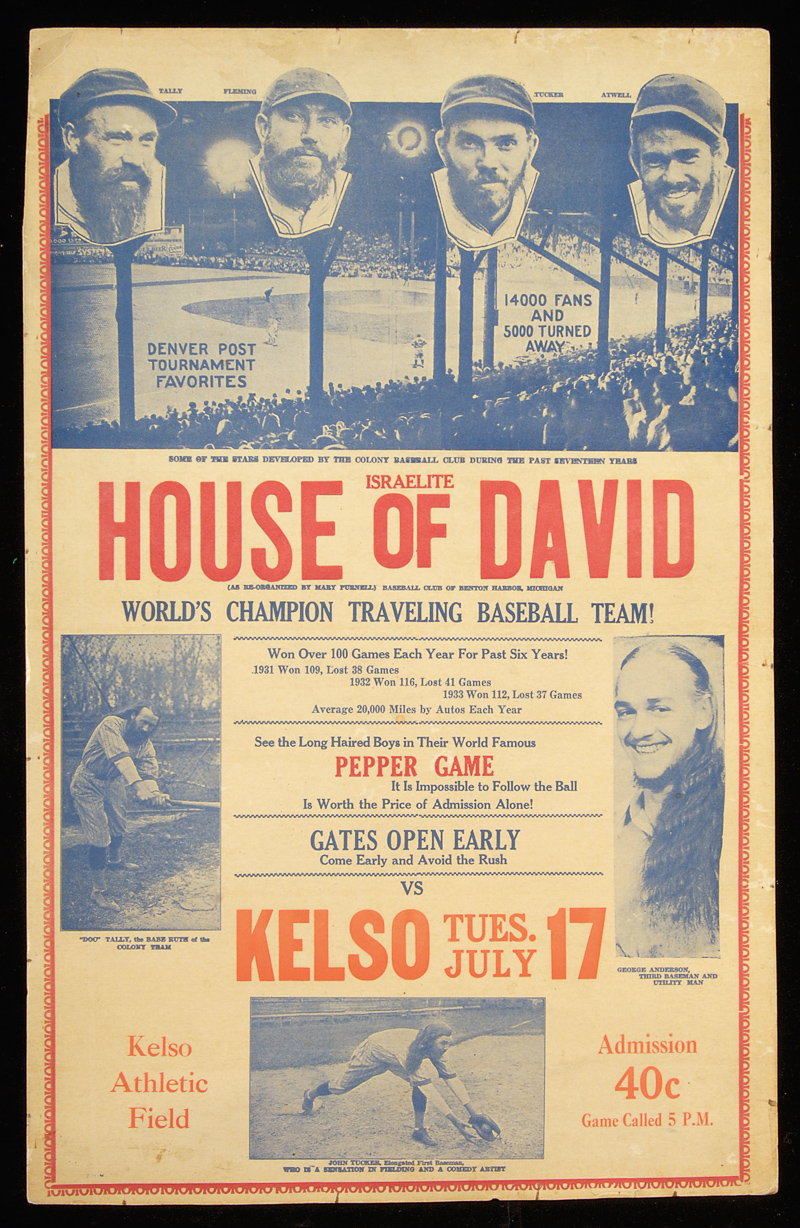 TALLY
FLEMING
TUCKER
ATWELL
DENVER POST
TOURNAMENT
FAVORITES
14000 FANS
AND
5000 TURNED
AWAY
SOME OF THE STARS DEVELOPED BY THE COLONY BASEBALL CLUB DURING THE PAST SEVENTEEN YEARS
ISRAELITE
HOUSE OF DAVID
(AS RE-ORGANIZED BY MARY PURNELL) BASEBALL CLUB OF BENTON HARBOR, MICHIGAN
WORLD'S CHAMPION TRAVELING BASEBALL TEAM!
Won Over 100 Games Each Year For Past Six Years!
1931 Won 109, Lost 38 Games
1932 Won 116, Lost 41 Games
1933 Won 112, Lost 37 Games
Average 20,000 Miles by Autos Each Year
See the Long Haired Boys in Their World Famous
PEPPER GAME
It Is Impossible to Follow the Ball
Is Worth the Price of Admission Alone!
GATES OPEN EARLY
Come Early and Avoid the Rush
VS
"DOC" TALLY, the BABE RUTH of the
COLONY TEAM
KELSO TUES. JULY 17
GEORGE ANDERSON,
THIRD BASEMAN AND
UTILITY MAN
Kelso
Athletic
Field
Admission
40c
Game Called 5 P.M.
JOHN TUCKER, Elongated First Baseman,
WHO IS A SENSATION IN FIELDING AND A COMEDY ARTIST